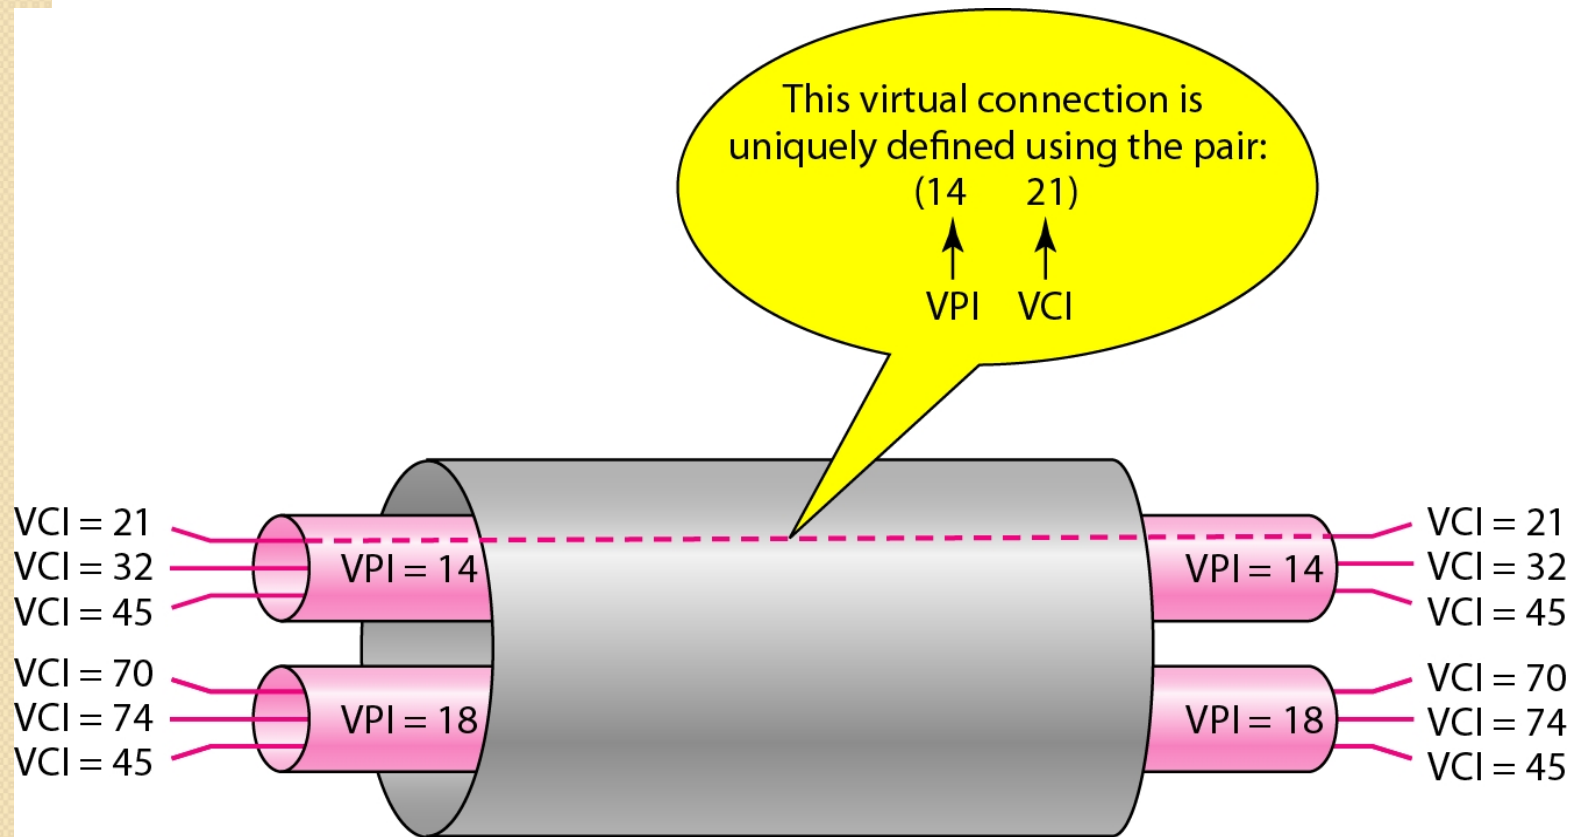 This virtual connection is
uniquely defined using the pair:
(14 21)
VPI VCI
VCI = 21
VCI = 32
VCI = 45
VPI = 14
VPI = 14
VCI = 21
VCI = 32
VCI = 45
VCI = 70
VCI = 74
VCI = 45
VPI = 18
VPI = 18
VCI = 70
VCI = 74
VCI = 45